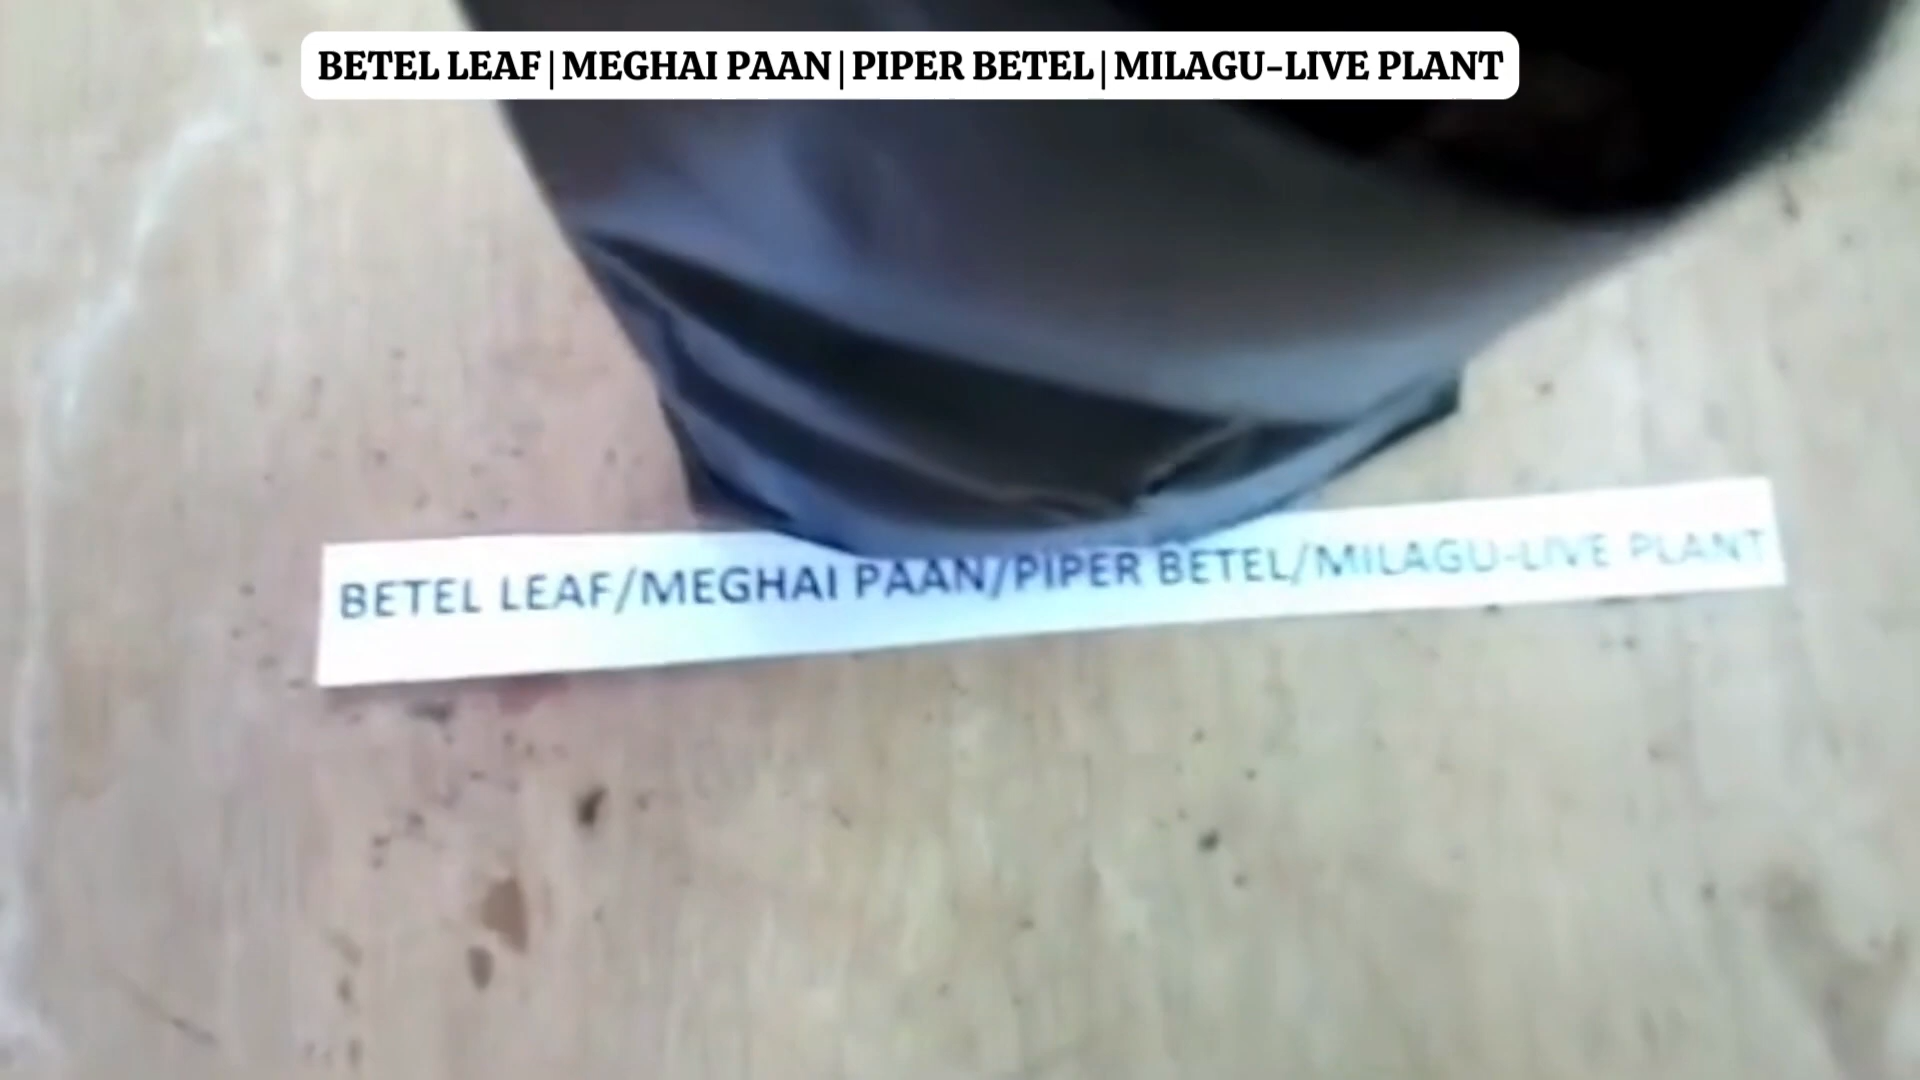 BETEL LEAF|MEGHAI PAAN|PIPER BETEL|MILAGU-LIVE PLANT
BETEL LEAF/MEGHAI PAAN/PIPER BETEL/MILAGU-LIVE PLANT